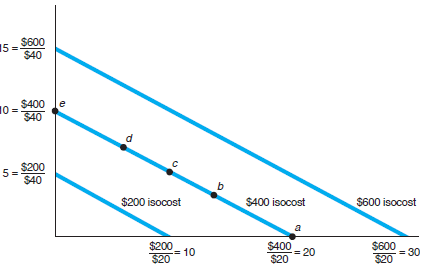 15 = $600
$40
10 = $400
$40
e
d
c
5 = $200
$40
b
$200 isocost
$400 isocost
$600 isocost
a
$200
$20
= 10
$400
$20
= 20
$600
$20
= 30